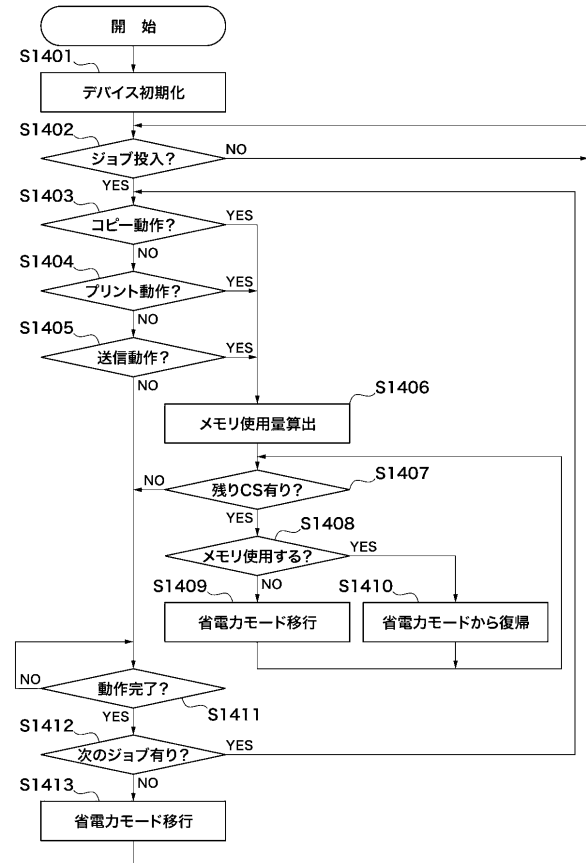 開 始
S1401
デバイス初期化
S1402
ジョブ投入?
NO
YES
S1403
コピー動作?
YES
NO
S1404
プリント動作?
YES
NO
S1405
送信動作?
YES
NO
S1406
メモリ使用量算出
S1407
残りCS有り?
NO
YES
S1408
メモリ使用する?
YES
NO
S1409
省電力モード移行
S1410
省電力モードから復帰
動作完了?
NO
S1411
YES
S1412
次のジョブ有り?
YES
NO
S1413
省電力モード移行